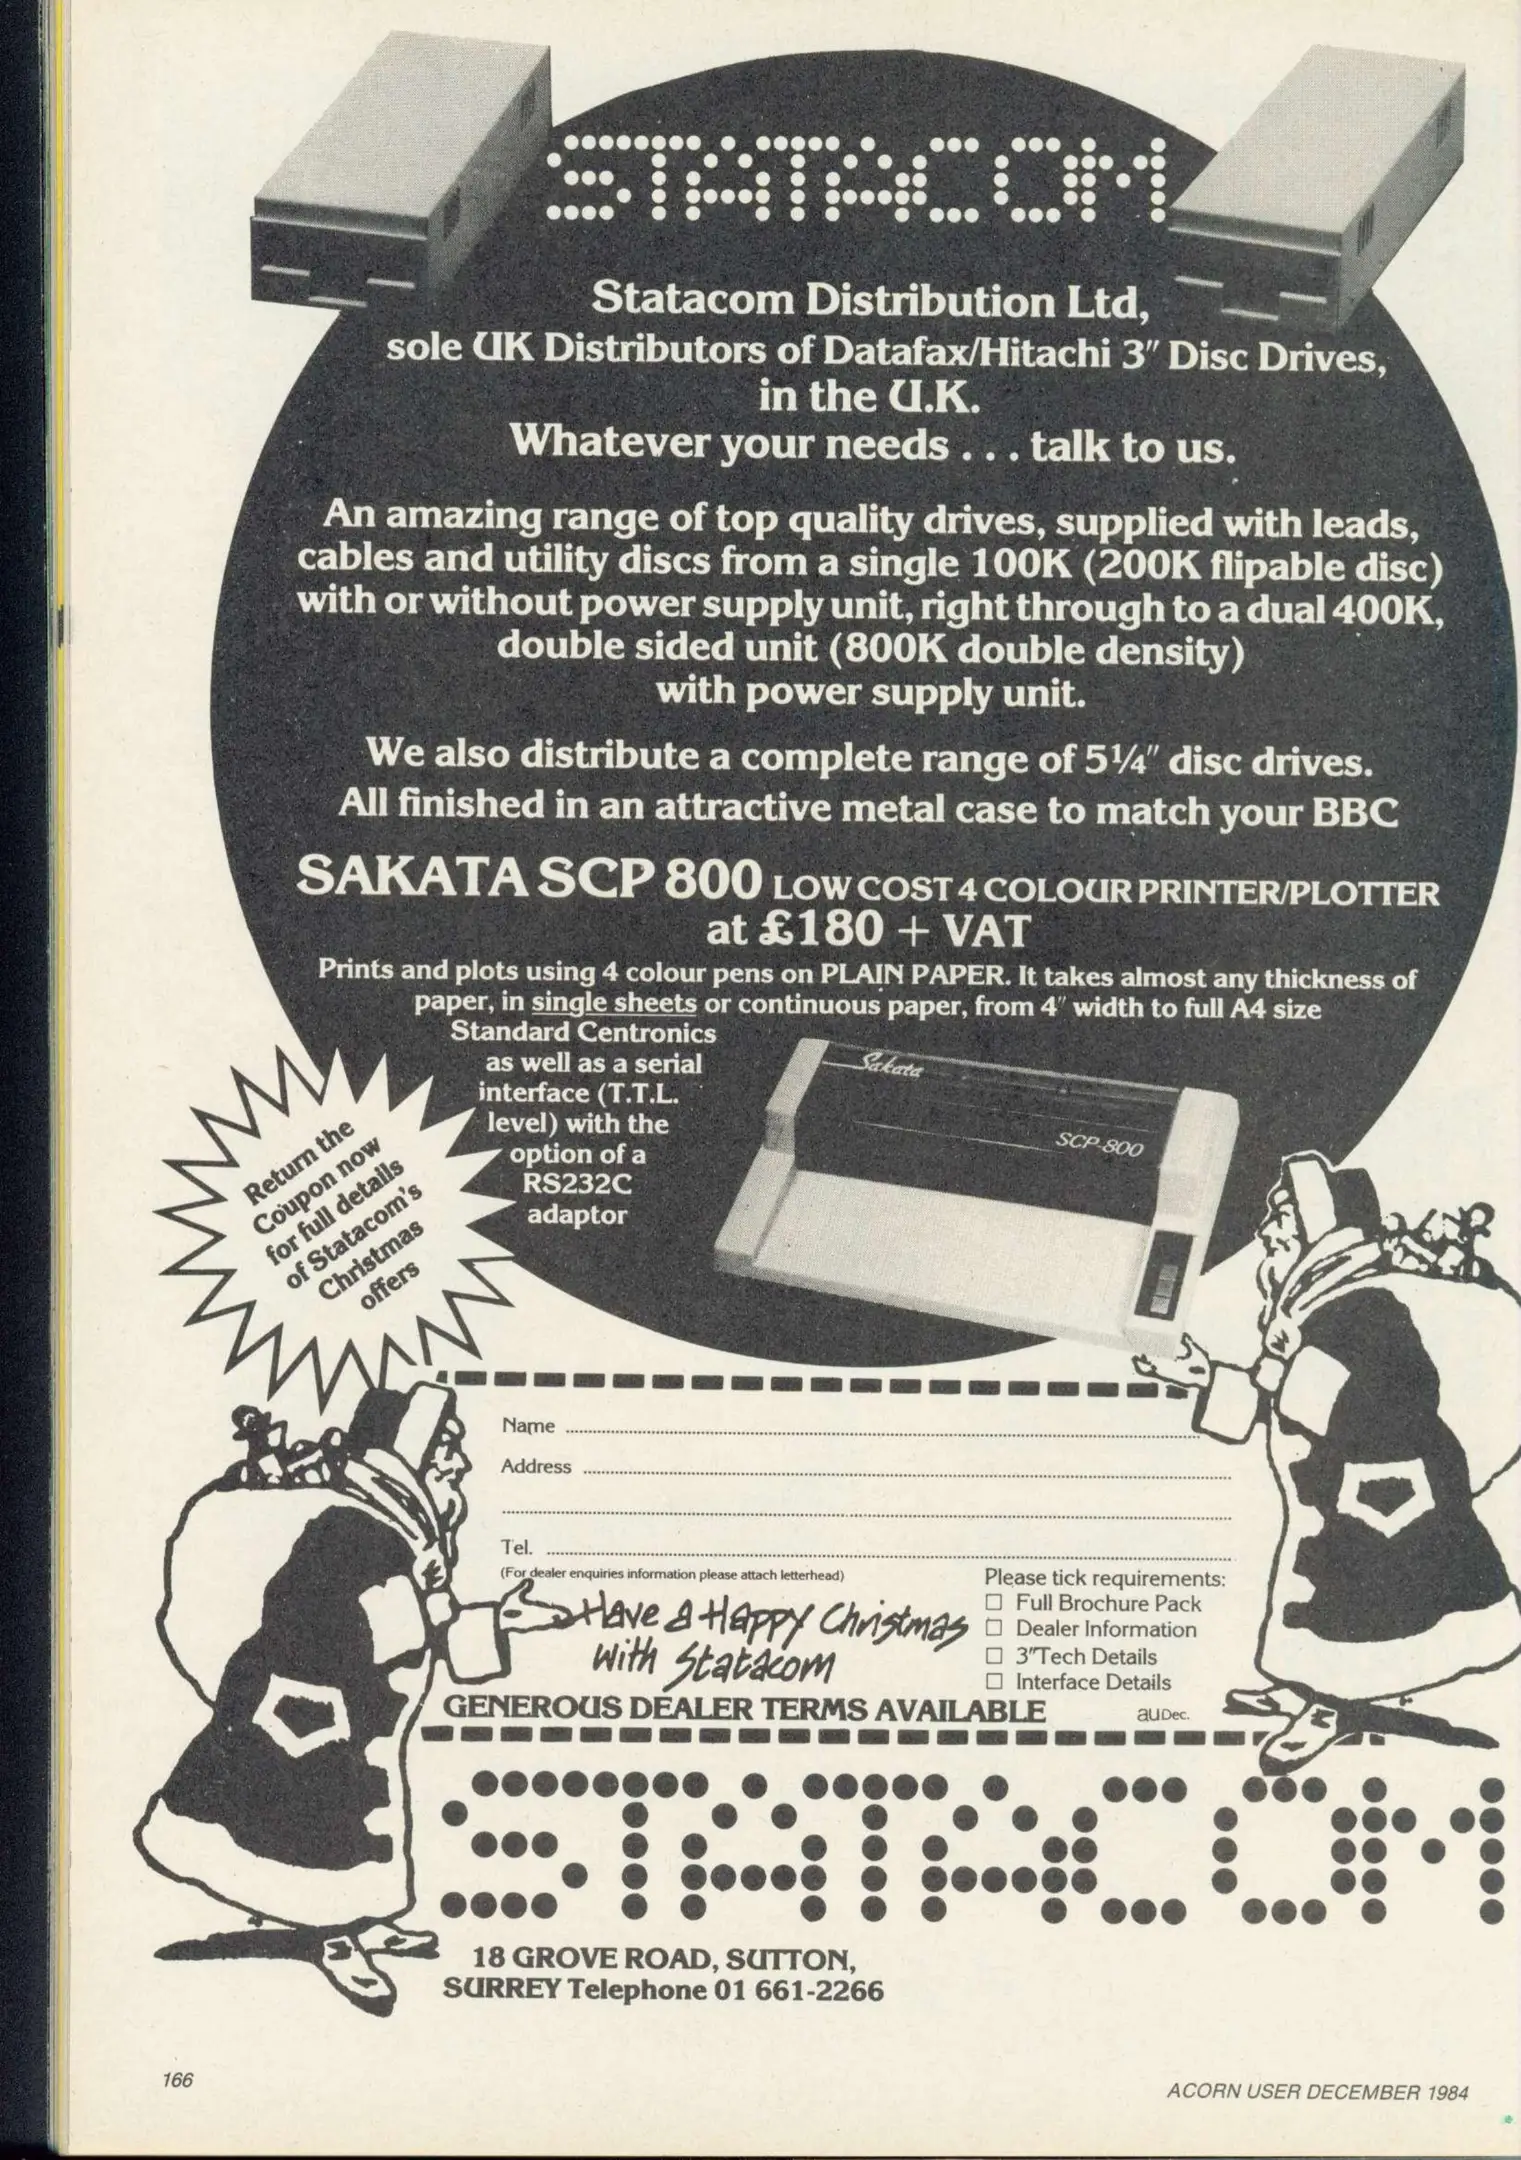 STATACOM
Statacom Distribution Ltd,
sole UK Distributors of Datafax/Hitachi 3" Disc Drives,
in the U.K.
Whatever your needs . . . talk to us.
An amazing range of top quality drives, supplied with leads,
cables and utility discs from a single 100K (200K flipable disc)
with or without power supply unit, right through to a dual 400K,
double sided unit (800K double density)
with power supply unit.
We also distribute a complete range of 5¼" disc drives.
All finished in an attractive metal case to match your BBC
SAKATA SCP 800 LOW COST 4 COLOUR PRINTER/PLOTTER
at £180 + VAT
Prints and plots using 4 colour pens on PLAIN PAPER. It takes almost any thickness of
paper, in single sheets or continuous paper, from 4" width to full A4 size
Standard Centronics
as well as a serial
interface (T.T.L.
level) with the
option of a
RS232C
adaptor
Sakata
SCP-800
Return the
Coupon now
for full details
of Statacom's
Christmas
offers
Name
Address
Tel.
(For dealer enquiries information please attach letterhead)
Have a Happy Christmas
with Statacom
Please tick requirements:
☐ Full Brochure Pack
☐ Dealer Information
☐ 3"Tech Details
☐ Interface Details
GENEROUS DEALER TERMS AVAILABLE
au Dec.
STATACOM
18 GROVE ROAD, SUTTON,
SURREY Telephone 01 661-2266
166
ACORN USER DECEMBER 1984